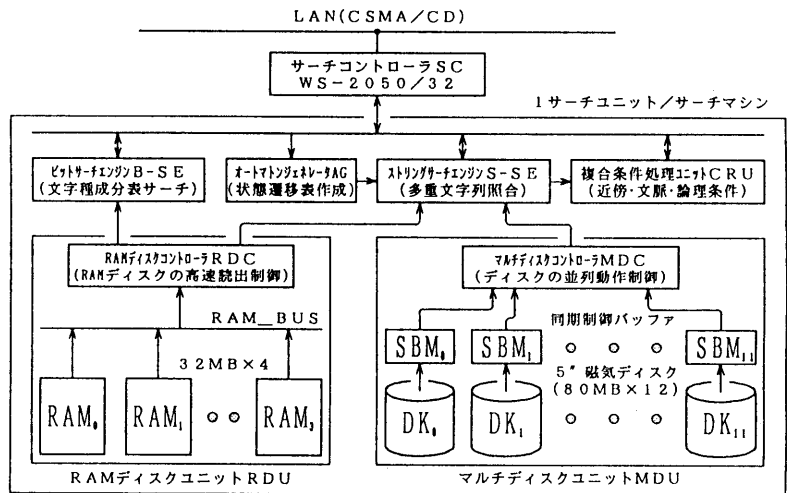 LAN(CSMA/CD)
サーチコントローラSC
WS-2050/32
1サーチユニット/サーチマシン
ビットサーチエンジンB-SE
(文字種成分表サーチ)
オートマトンジェネレータAG
(状態遷移表作成)
ストリングサーチエンジンS-SE
(多重文字列照合)
複合条件処理ユニットCRU
(近傍・文脈・論理条件)
RAMディスクコントローラRDC
(RAMディスクの高速読出制御)
マルチディスクコントローラMDC
(ディスクの並列動作制御)
RAM_BUS
同期制御バッファ
SBM₀
SBM₁
SBM₁₁
32MB×4
5"磁気ディスク
(80MB×12)
RAM₀
RAM₁
RAM₃
DK₀
DK₁
DK₁₁
RAMディスクユニットRDU
マルチディスクユニットMDU